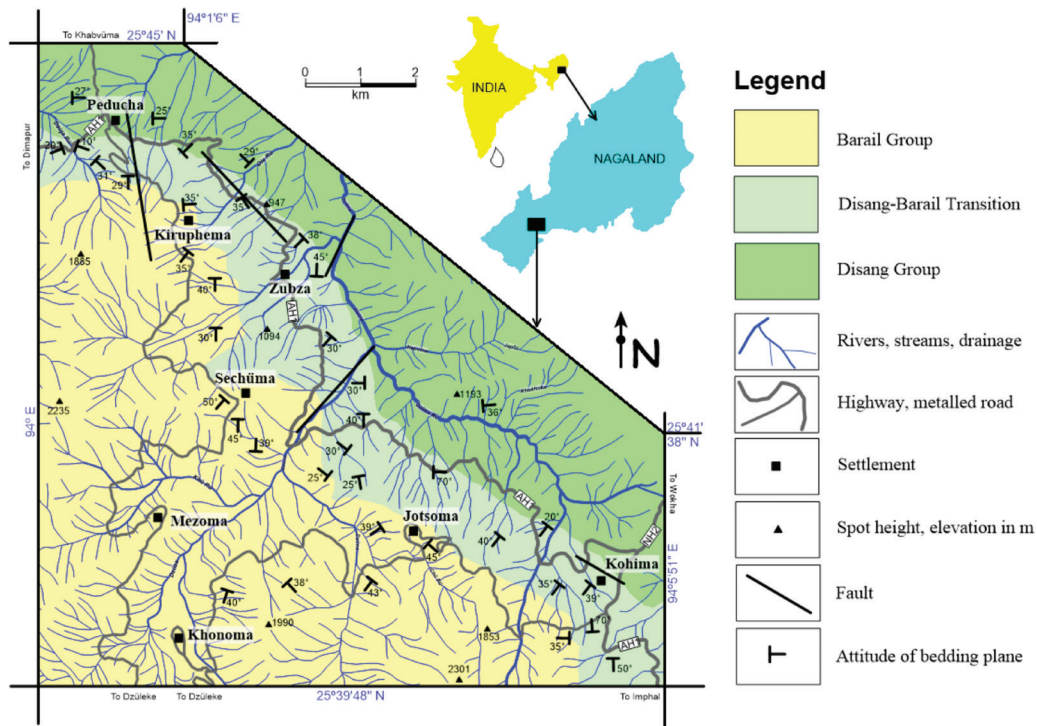 94°1'6" E
To Khabvüma
25°45' N
0 1 2
km
INDIA
NAGALAND
N
27°
Peducha
25°
AH1
To Dimapur
20°
10°
35°
29°
31°
29°
35°
35°
947
Kiruphema
38°
45°
1885
35°
40°
Zubza
AH1
30°
1094
30°
Sechüma
30°
1193
36°
2235
50°
40°
94° E
25°41'
38" N
45°
39°
30°
25°
25°
70°
To Wokha
AH1
Mezoma
39°
Jotsoma
20°
NH2
45°
40°
Kohima
94°5'51" E
38°
43°
35°
39°
40°
Khonoma
1990
1853
70°
35°
AH1
50°
2301
To Dzüleke
To Dzüleke
25°39'48" N
To Imphal
Legend
Barail Group
Disang-Barail Transition
Disang Group
Rivers, streams, drainage
Highway, metalled road
Settlement
Spot height, elevation in m
Fault
Attitude of bedding plane